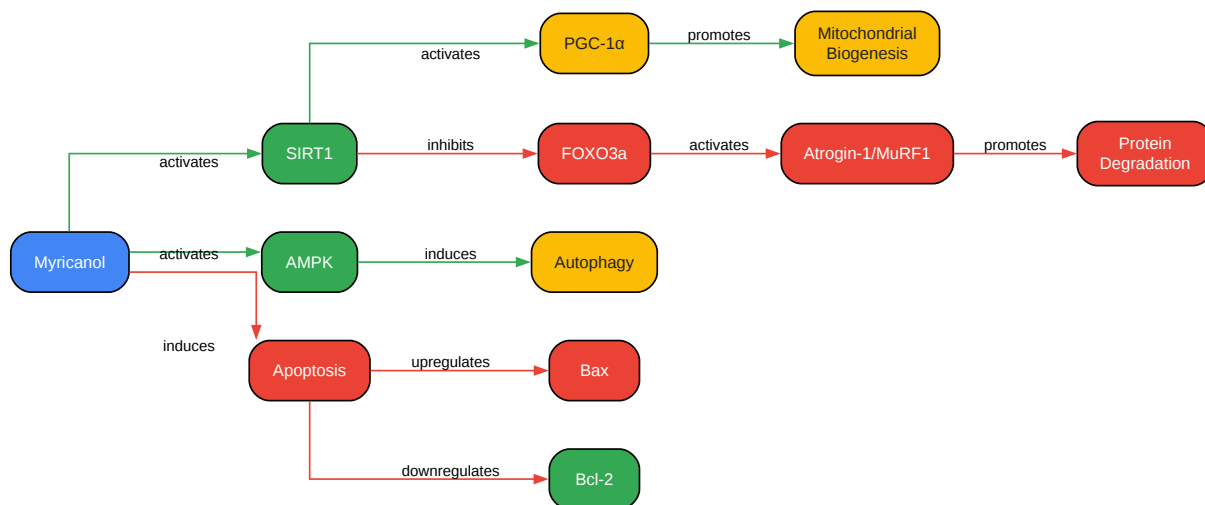 activates
PGC-1α
promotes
Mitochondrial
Biogenesis
activates
SIRT1
inhibits
FOXO3a
activates
Atrogin-1/MuRF1
promotes
Protein
Degradation
Myricanol
activates
AMPK
induces
Autophagy
induces
Apoptosis
upregulates
Bax
downregulates
Bcl-2